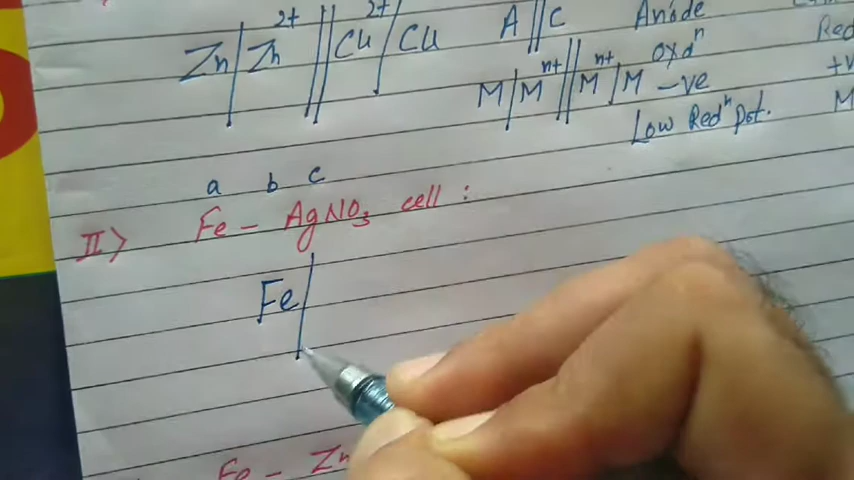 Zn | Zn²⁺ || Cu²⁺ | Cu A || C Anode
M | Mⁿ⁺ || Mⁿ⁺ | M oxdⁿ Red
-ve +v
Low Redⁿ Pot. M
a b c
II> Fe - AgNO₃ cell :
Fe |
Fe - Zn